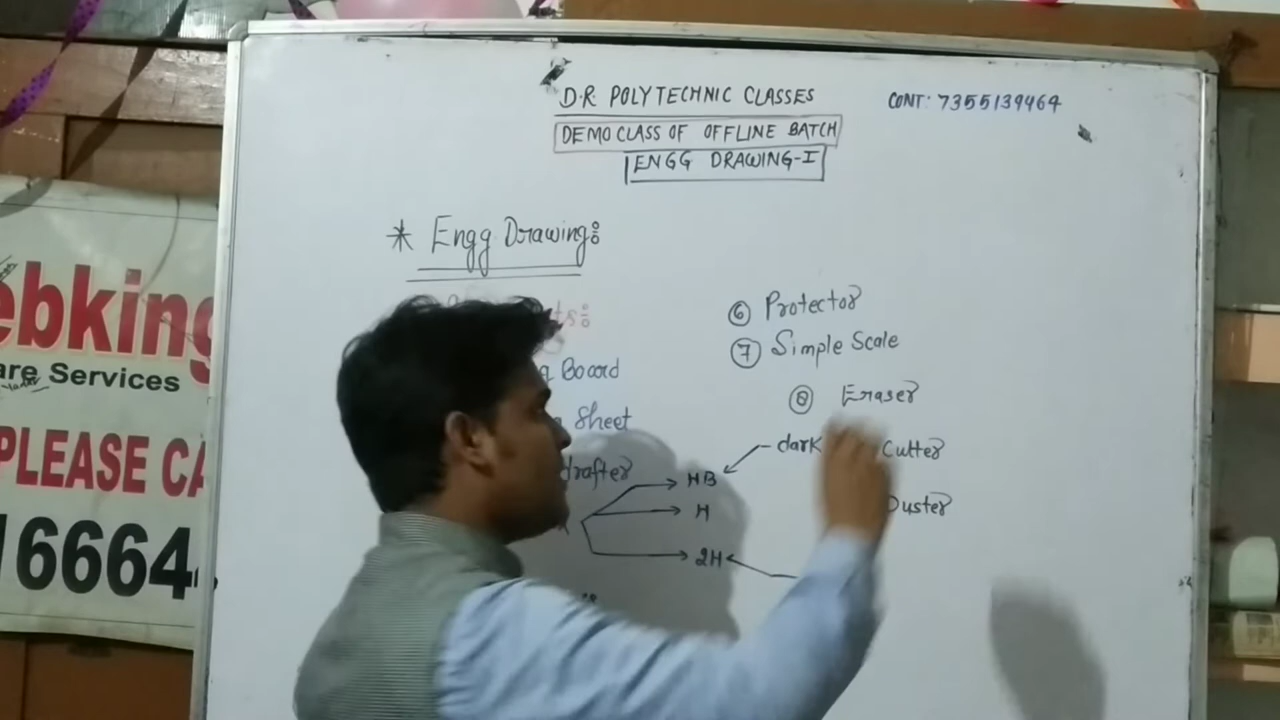 D.R POLYTECHNIC CLASSES
CONT: 7355139464
DEMO CLASS OF OFFLINE BATCH
ENGG DRAWING-I
* Engg Drawing:
ts:
g Board
Sheet
drafter
HB
H
2H
dark
6 Protector
7 Simple Scale
8 Eraser
Cutter
Duster
ebking
are Services
PLEASE CA
16664